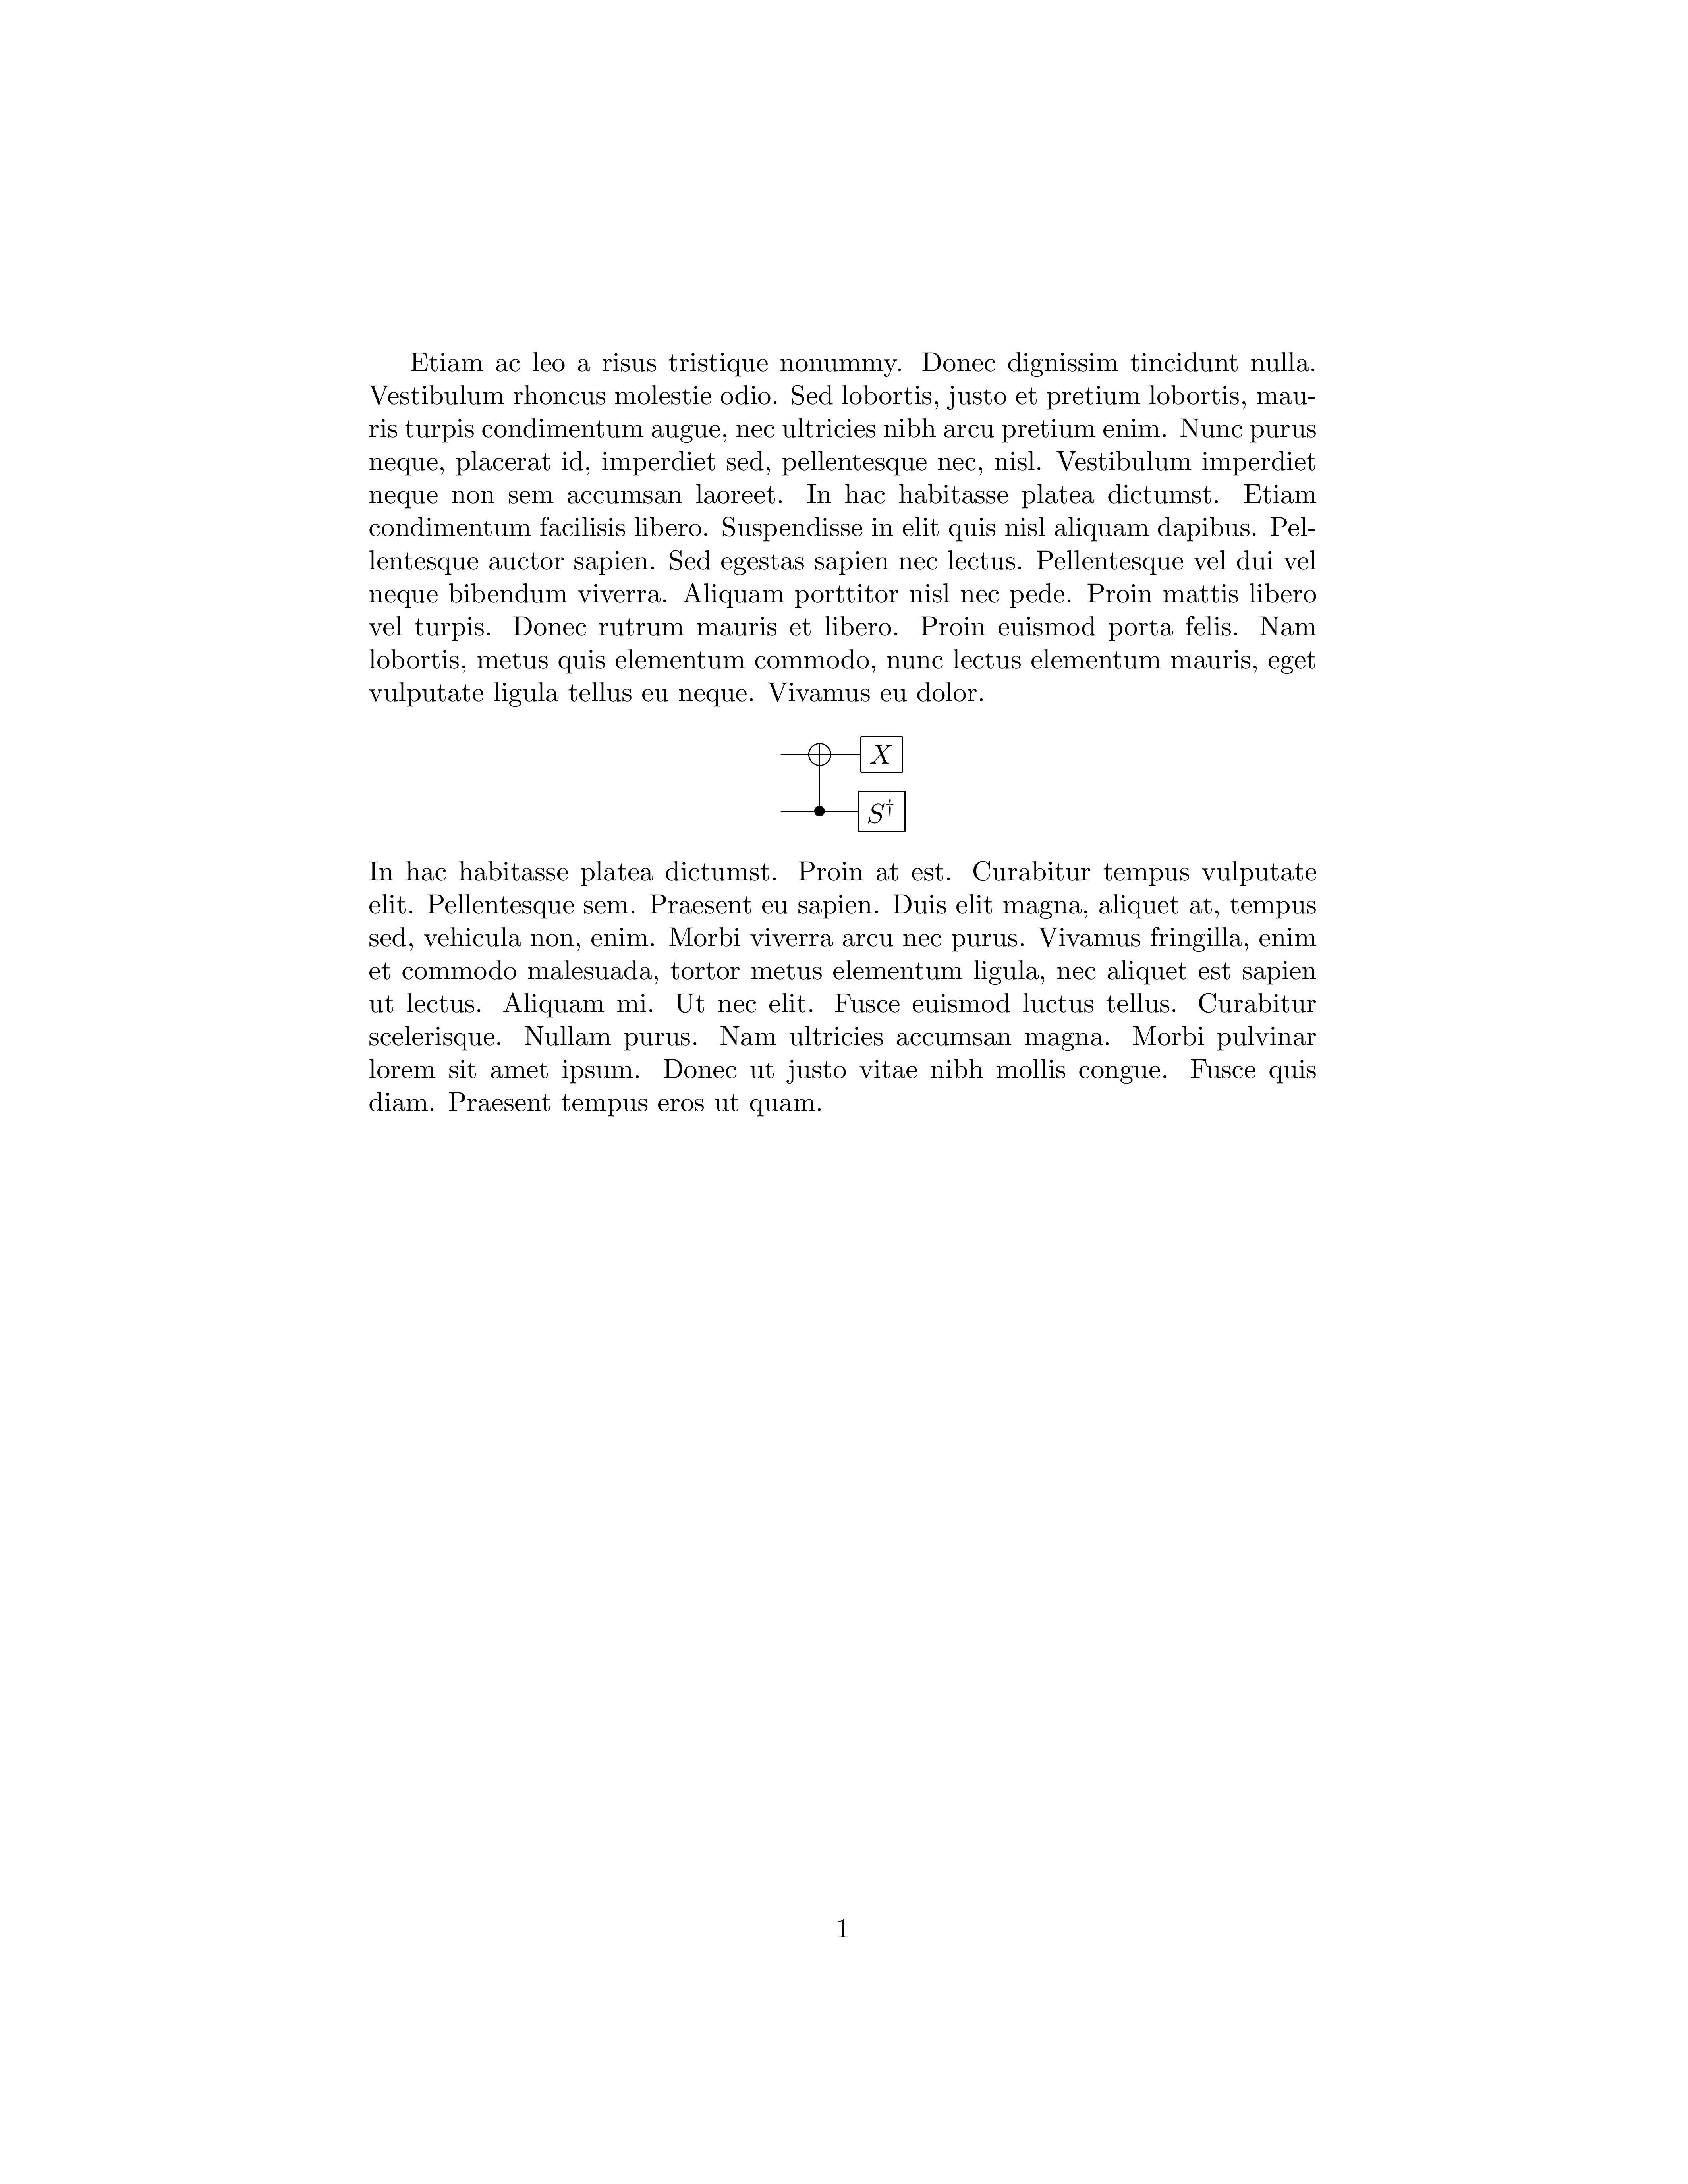 Etiam ac leo a risus tristique nonummy. Donec dignissim tincidunt nulla.
Vestibulum rhoncus molestie odio. Sed lobortis, justo et pretium lobortis, mau-
ris turpis condimentum augue, nec ultricies nibh arcu pretium enim. Nunc purus
neque, placerat id, imperdiet sed, pellentesque nec, nisl. Vestibulum imperdiet
neque non sem accumsan laoreet. In hac habitasse platea dictumst. Etiam
condimentum facilisis libero. Suspendisse in elit quis nisl aliquam dapibus. Pel-
lentesque auctor sapien. Sed egestas sapien nec lectus. Pellentesque vel dui vel
neque bibendum viverra. Aliquam porttitor nisl nec pede. Proin mattis libero
vel turpis. Donec rutrum mauris et libero. Proin euismod porta felis. Nam
lobortis, metus quis elementum commodo, nunc lectus elementum mauris, eget
vulputate ligula tellus eu neque. Vivamus eu dolor.
X
S†
In hac habitasse platea dictumst. Proin at est. Curabitur tempus vulputate
elit. Pellentesque sem. Praesent eu sapien. Duis elit magna, aliquet at, tempus
sed, vehicula non, enim. Morbi viverra arcu nec purus. Vivamus fringilla, enim
et commodo malesuada, tortor metus elementum ligula, nec aliquet est sapien
ut lectus. Aliquam mi. Ut nec elit. Fusce euismod luctus tellus. Curabitur
scelerisque. Nullam purus. Nam ultricies accumsan magna. Morbi pulvinar
lorem sit amet ipsum. Donec ut justo vitae nibh mollis congue. Fusce quis
diam. Praesent tempus eros ut quam.
1